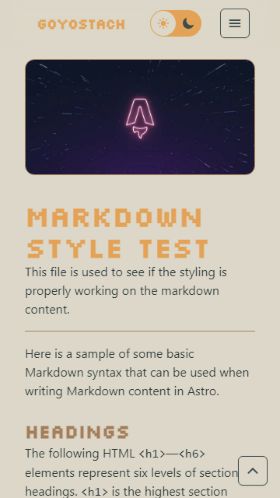 GOYOSTACH
MARKDOWN
STYLE TEST
This file is used to see if the styling is
properly working on the markdown
content.
Here is a sample of some basic
Markdown syntax that can be used when
writing Markdown content in Astro.
HEADINGS
The following HTML <h1>—<h6>
elements represent six levels of section
headings. <h1> is the highest section